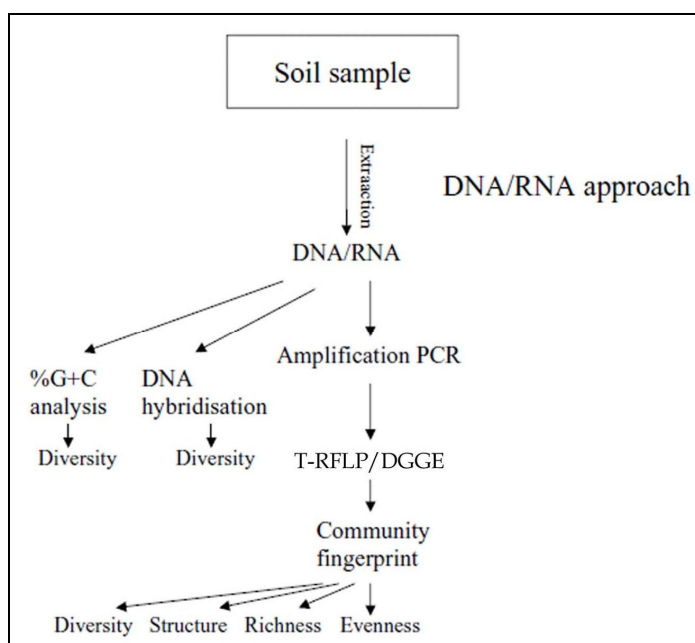 Soil sample
Extraaction
DNA/RNA approach
DNA/RNA
Amplification PCR
%G+C
analysis
DNA
hybridisation
Diversity
Diversity
T-RFLP/DGGE
Community
fingerprint
Diversity Structure Richness Evenness